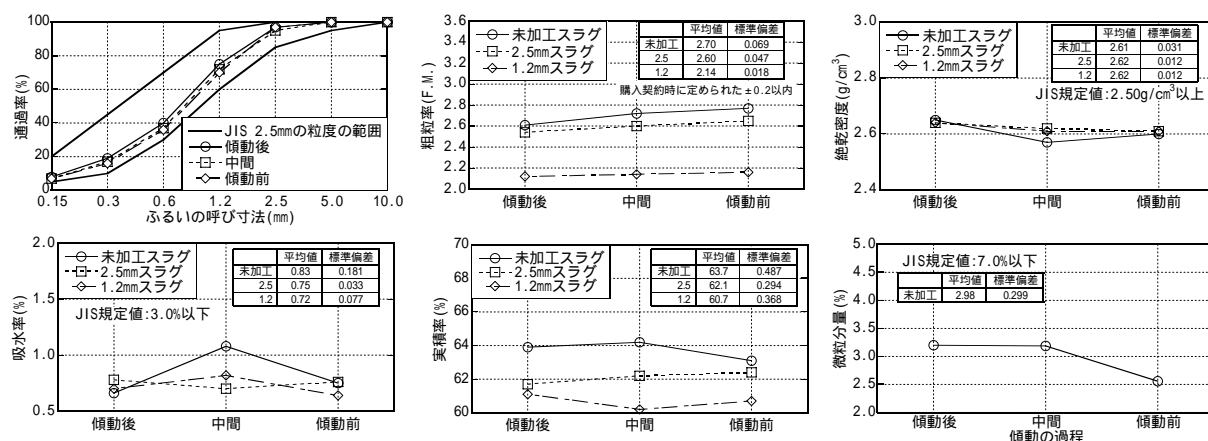 通過率(%)
100
80
60
40
20
0
JIS 2.5mmの粒度の範囲
傾動後
中間
傾動前
0.15 0.3 0.6 1.2 2.5 5.0 10.0
ふるいの呼び寸法(mm)
粗粒率(F.M.)
3.6
3.4
3.2
3.0
2.8
2.6
2.4
2.2
2.0
未加工スラグ
2.5mmスラグ
1.2mmスラグ
平均値 標準偏差
未加工 2.70 0.069
2.5 2.60 0.047
1.2 2.14 0.018
購入契約時に定められた±0.2以内
傾動後 中間 傾動前
絶乾密度(g/cm³)
3.0
2.8
2.6
2.4
未加工スラグ
2.5mmスラグ
1.2mmスラグ
平均値 標準偏差
未加工 2.61 0.031
2.5 2.62 0.012
1.2 2.62 0.012
JIS規定値:2.50g/cm³以上
傾動後 中間 傾動前
吸水率(%)
2.0
1.5
1.0
0.5
未加工スラグ
2.5mmスラグ
1.2mmスラグ
平均値 標準偏差
未加工 0.83 0.181
2.5 0.75 0.033
1.2 0.72 0.077
JIS規定値:3.0%以下
傾動後 中間 傾動前
実積率(%)
70
68
66
64
62
60
未加工スラグ
2.5mmスラグ
1.2mmスラグ
平均値 標準偏差
未加工 63.7 0.487
2.5 62.1 0.294
1.2 60.7 0.368
傾動後 中間 傾動前
微粒分量(%)
5.0
4.5
4.0
3.5
3.0
2.5
2.0
JIS規定値:7.0%以下
平均値 標準偏差
未加工 2.98 0.299
傾動後 中間 傾動前
傾動の過程